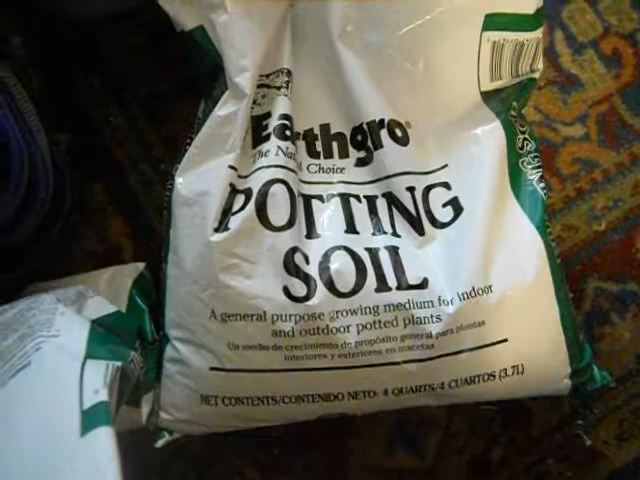 Earthgro®
The Nat l Choice
POTTING
SOIL
A general purpose growing medium for indoor
and outdoor potted plants
Un medio de crecimiento de propósito general para plantas
interiores y exteriores en macetas
NET CONTENTS/CONTENIDO NETO: 4 QUARTS/4 CUARTOS (3.7L)